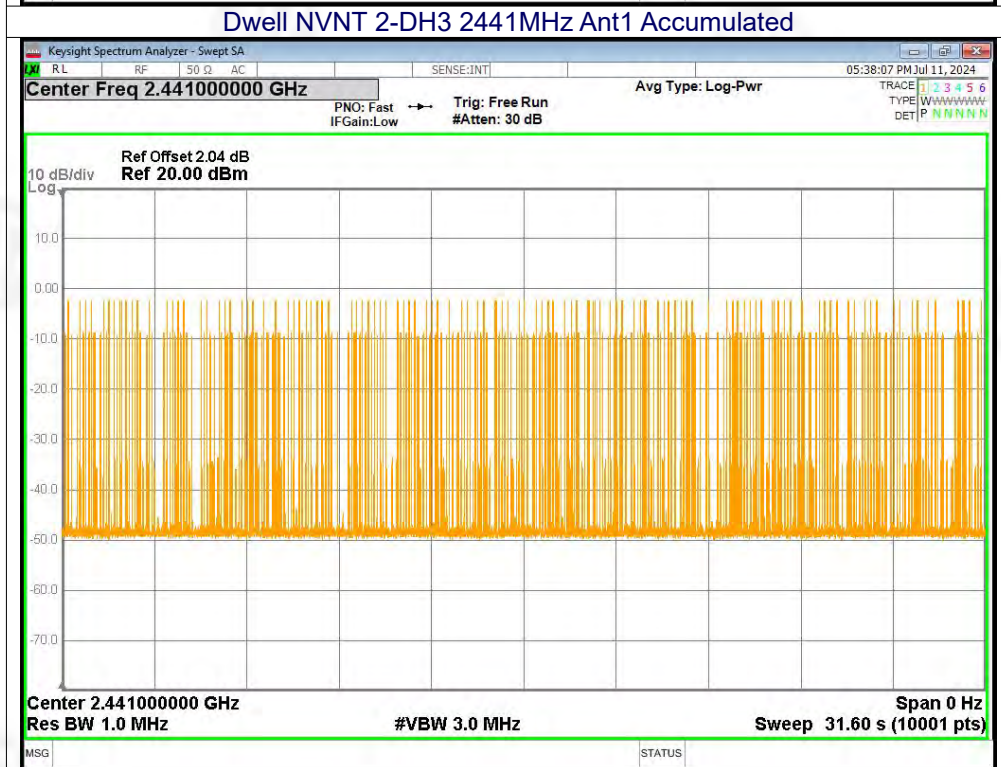 Dwell NVNT 2-DH3 2441MHz Ant1 Accumulated
Keysight Spectrum Analyzer - Swept SA
LXI RL RF 50 Ω AC SENSE:INT 05:38:07 PM Jul 11, 2024
Center Freq 2.441000000 GHz
PNO: Fast
IFGain:Low
Trig: Free Run
#Atten: 30 dB
Avg Type: Log-Pwr
TRACE 1 2 3 4 5 6
TYPE WWWWWWW
DET P N N N N N
Ref Offset 2.04 dB
10 dB/div Ref 20.00 dBm
Log
10.0
0.00
-10.0
-20.0
-30.0
-40.0
-50.0
-60.0
-70.0
Center 2.441000000 GHz Span 0 Hz
Res BW 1.0 MHz #VBW 3.0 MHz Sweep 31.60 s (10001 pts)
MSG STATUS